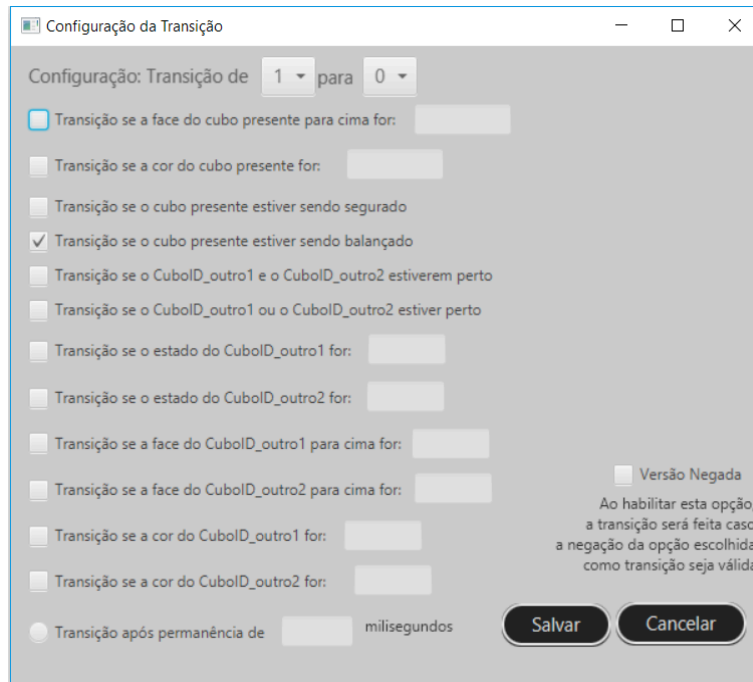 Configuração da Transição
Configuração: Transição de 1 para 0
Transição se a face do cubo presente para cima for:
Transição se a cor do cubo presente for:
Transição se o cubo presente estiver sendo segurado
Transição se o cubo presente estiver sendo balançado
Transição se o CuboID_outro1 e o CuboID_outro2 estiverem perto
Transição se o CuboID_outro1 ou o CuboID_outro2 estiver perto
Transição se o estado do CuboID_outro1 for:
Transição se o estado do CuboID_outro2 for:
Transição se a face do CuboID_outro1 para cima for:
Transição se a face do CuboID_outro2 para cima for:
Transição se a cor do CuboID_outro1 for:
Transição se a cor do CuboID_outro2 for:
Transição após permanência de milisegundos
Versão Negada
Ao habilitar esta opção,
a transição será feita caso
a negação da opção escolhida
como transição seja válida
Salvar
Cancelar